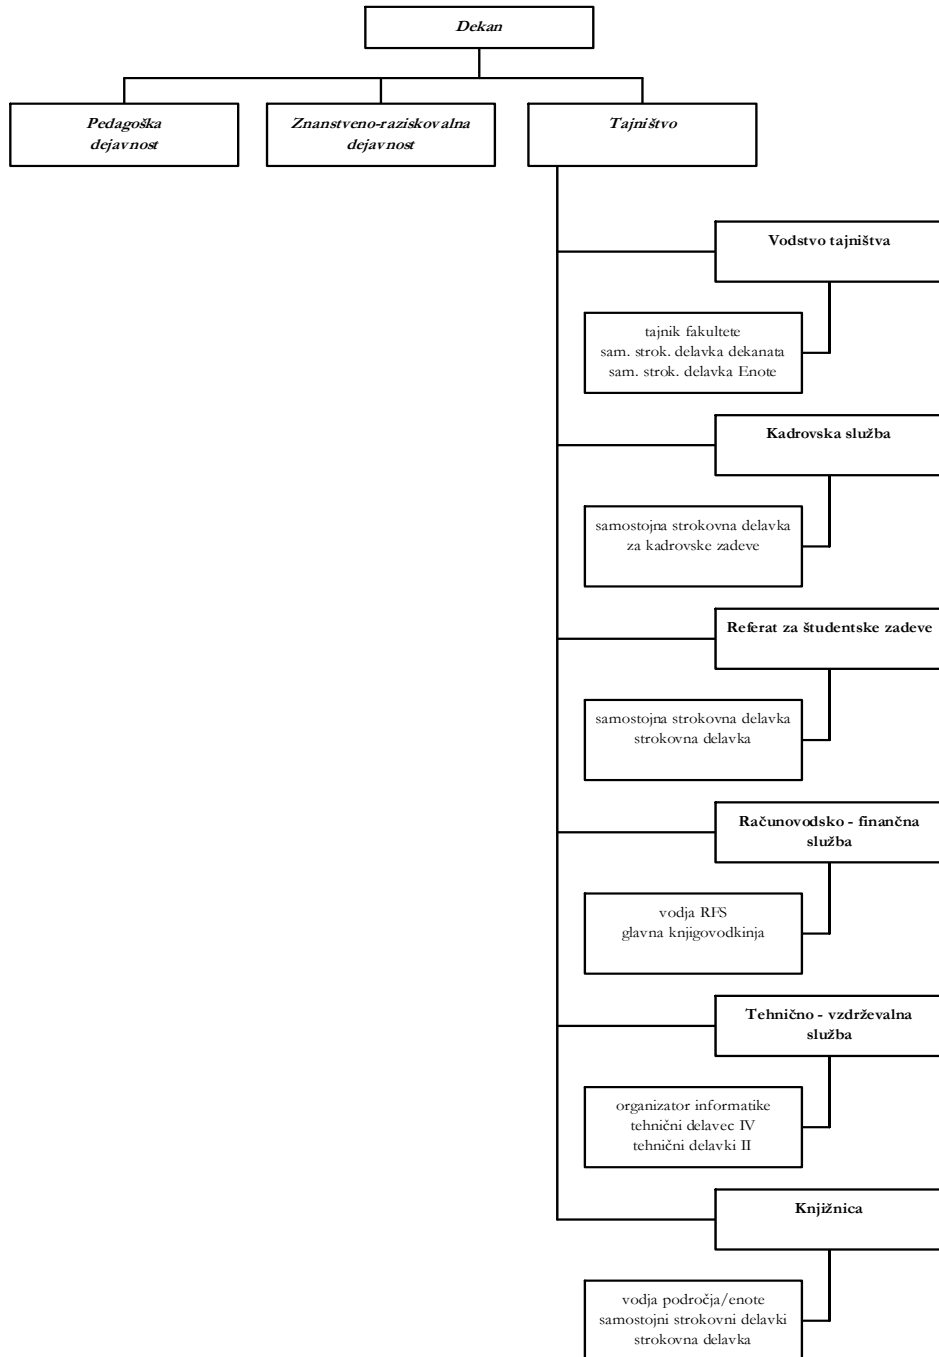 Dekan
Pedagoška
dejavnost
Znanstveno-raziskovalna
dejavnost
Tajništvo
Vodstvo tajništva
tajnik fakultete
sam. strok. delavka dekanata
sam. strok. delavka Enote
Kadrovska služba
samostojna strokovna delavka
za kadrovske zadeve
Referat za študentske zadeve
samostojna strokovna delavka
strokovna delavka
Računovodsko - finančna
služba
vodja RFS
glavna knjigovodkinja
Tehnično - vzdrževalna
služba
organizator informatike
tehnični delavec IV
tehnični delavki II
Knjižnica
vodja področja/enote
samostojni strokovni delavki
strokovna delavka